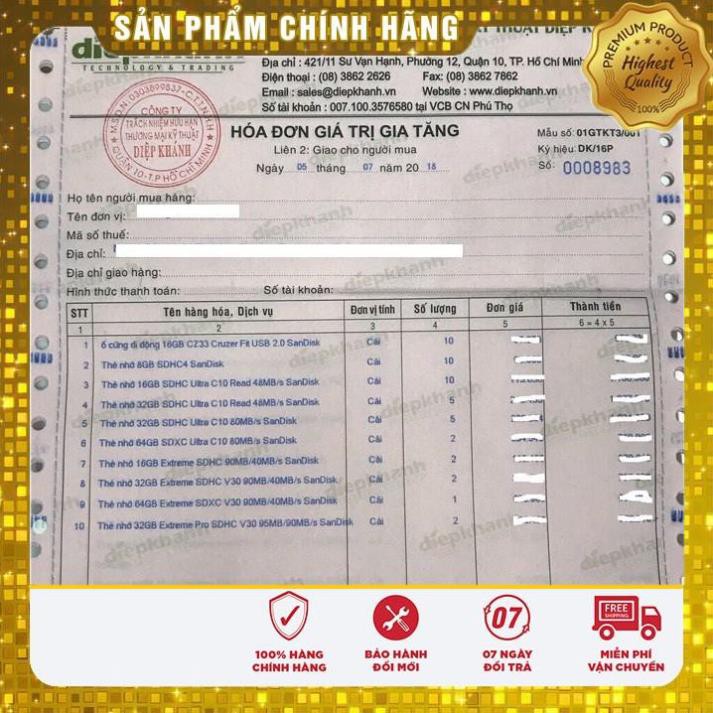 SẢN PHẨM CHÍNH HÃNG
PREMIUM PRODUCT
Highest
Quality
100%
diepkhanh
TECHNOLOGY & TRADING
Địa chỉ : 421/11 Sư Vạn Hạnh, Phường 12, Quận 10, TP. Hồ Chí Minh
Điện thoại : (08) 3862 2626 Fax: (08) 3862 7862
Email : sales@diepkhanh.vn Website : www.diepkhanh.vn
Số tài khoản : 007.100.3576580 tại VCB CN Phú Thọ
CÔNG TY
TRÁCH NHIỆM HỮU HẠN
THƯƠNG MẠI KỸ THUẬT
DIỆP KHÁNH
QUẬN 10-T.P HỒ CHÍ MINH
HÓA ĐƠN GIÁ TRỊ GIA TĂNG
Liên 2: Giao cho người mua
Ngày 05 tháng 07 năm 20 18
Mẫu số: 01GTKT3/001
Ký hiệu: DK/16P
Số: 0008983
Họ tên người mua hàng:
Tên đơn vị:
Mã số thuế:
Địa chỉ:
Địa chỉ giao hàng:
Hình thức thanh toán: Số tài khoản:
STT Tên hàng hóa, Dịch vụ Đơn vị tính Số lượng Đơn giá Thành tiền
1 2 3 4 5 6 = 4 x 5
1 ổ cứng di động 16GB CZ33 Cruzer Fit USB 2.0 SanDisk Cái 10
2 Thẻ nhớ 8GB SDHC4 SanDisk Cái 10
3 Thẻ nhớ 16GB SDHC Ultra C10 Read 48MB/s SanDisk Cái 10
4 Thẻ nhớ 32GB SDHC Ultra C10 Read 48MB/s SanDisk Cái 5
5 Thẻ nhớ 32GB SDHC Ultra C10 80MB/s SanDisk Cái 5
6 Thẻ nhớ 64GB SDXC Ultra C10 80MB/s SanDisk Cái 2
7 Thẻ nhớ 16GB Extreme SDHC 90MB/40MB/s SanDisk Cái 2
8 Thẻ nhớ 32GB Extreme SDHC V30 90MB/40MB/s SanDisk Cái 2
9 Thẻ nhớ 64GB Extreme SDXC V30 90MB/40MB/s SanDisk Cái 1
10 Thẻ nhớ 32GB Extreme Pro SDHC V30 95MB/90MB/s SanDisk Cái 2
07
FREE
SHIPPING
100% HÀNG
CHÍNH HÃNG
BẢO HÀNH
ĐỔI MỚI
07 NGÀY
ĐỔI TRẢ
MIỄN PHÍ
VẬN CHUYỂN